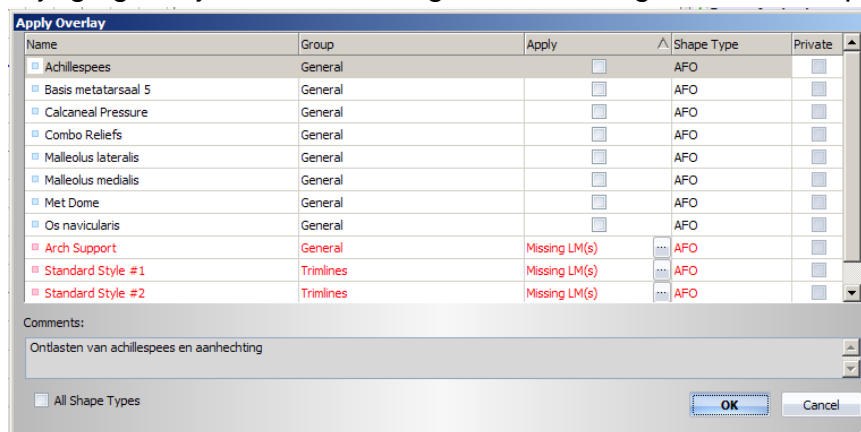 Apply Overlay
Name Group Apply Shape Type Private
Achillespees General AFO
Basis metatarsaal 5 General AFO
Calcaneal Pressure General AFO
Combo Reliefs General AFO
Malleolus lateralis General AFO
Malleolus medialis General AFO
Met Dome General AFO
Os navicularis General AFO
Arch Support General Missing LM(s) ... AFO
Standard Style #1 Trimlines Missing LM(s) ... AFO
Standard Style #2 Trimlines Missing LM(s) ... AFO
Comments:
Ontlasten van achillespees en aanhechting
All Shape Types OK Cancel